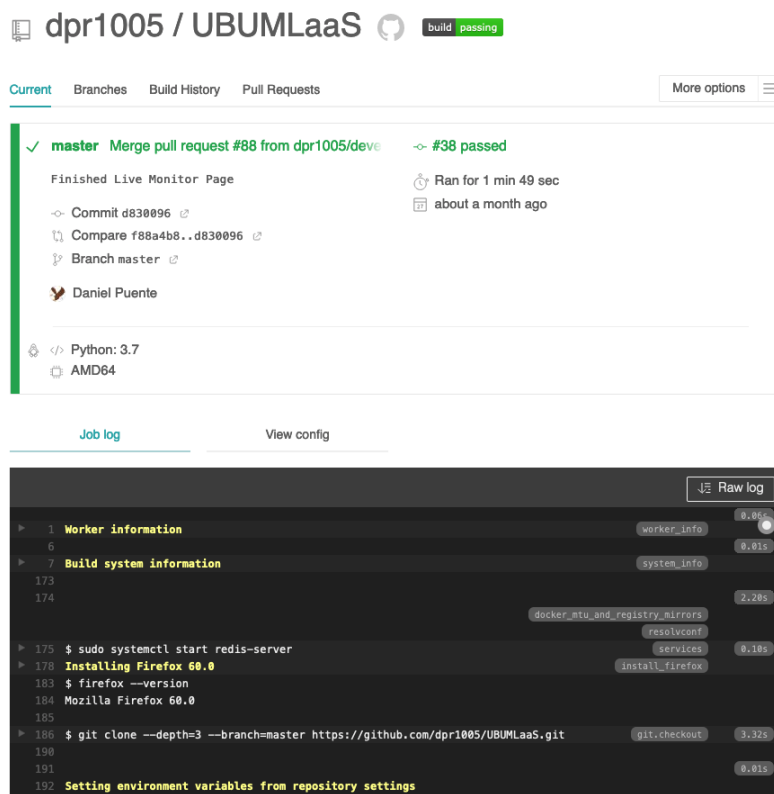 dpr1005 / UBUMLaaS build passing
Current Branches Build History Pull Requests More options
master Merge pull request #88 from dpr1005/deve
#38 passed
Finished Live Monitor Page
Ran for 1 min 49 sec
about a month ago
Commit d830096
Compare f88a4b8..d830096
Branch master
Daniel Puente
Python: 3.7
AMD64
Job log View config
Raw log
0.06s
1 Worker information worker_info
6 0.01s
7 Build system information system_info
173
174 2.20s
docker_mtu_and_registry_mirrors
resolvconf
175 $ sudo systemctl start redis-server services 0.10s
178 Installing Firefox 60.0 install_firefox
183 $ firefox --version
184 Mozilla Firefox 60.0
185
186 $ git clone --depth=3 --branch=master https://github.com/dpr1005/UBUMLaaS.git git.checkout 3.32s
190
191 0.01s
192 Setting environment variables from repository settings